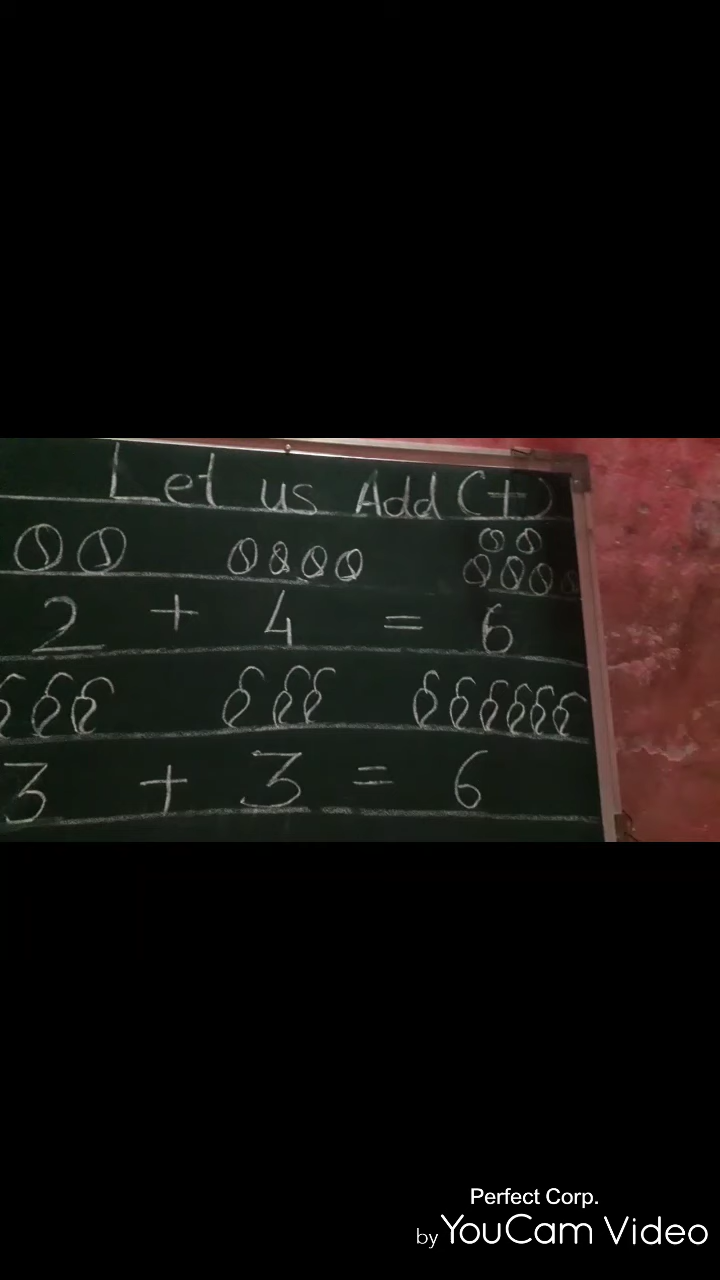 Let us Add (+)
2 + 4 = 6
3 + 3 = 6
Perfect Corp.
by YouCam Video